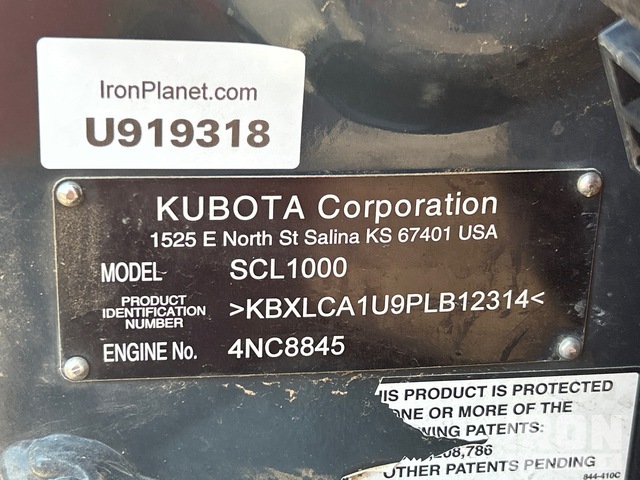 IronPlanet.com
U919318
KUBOTA Corporation
1525 E North St Salina KS 67401 USA
MODEL SCL1000
PRODUCT IDENTIFICATION NUMBER >KBXLCA1U9PLB12314<
ENGINE No. 4NC8845
IS PRODUCT IS PROTECTED
ONE OR MORE OF THE
WING PATENTS:
,208,786
OTHER PATENTS PENDING
844-410C
IRON